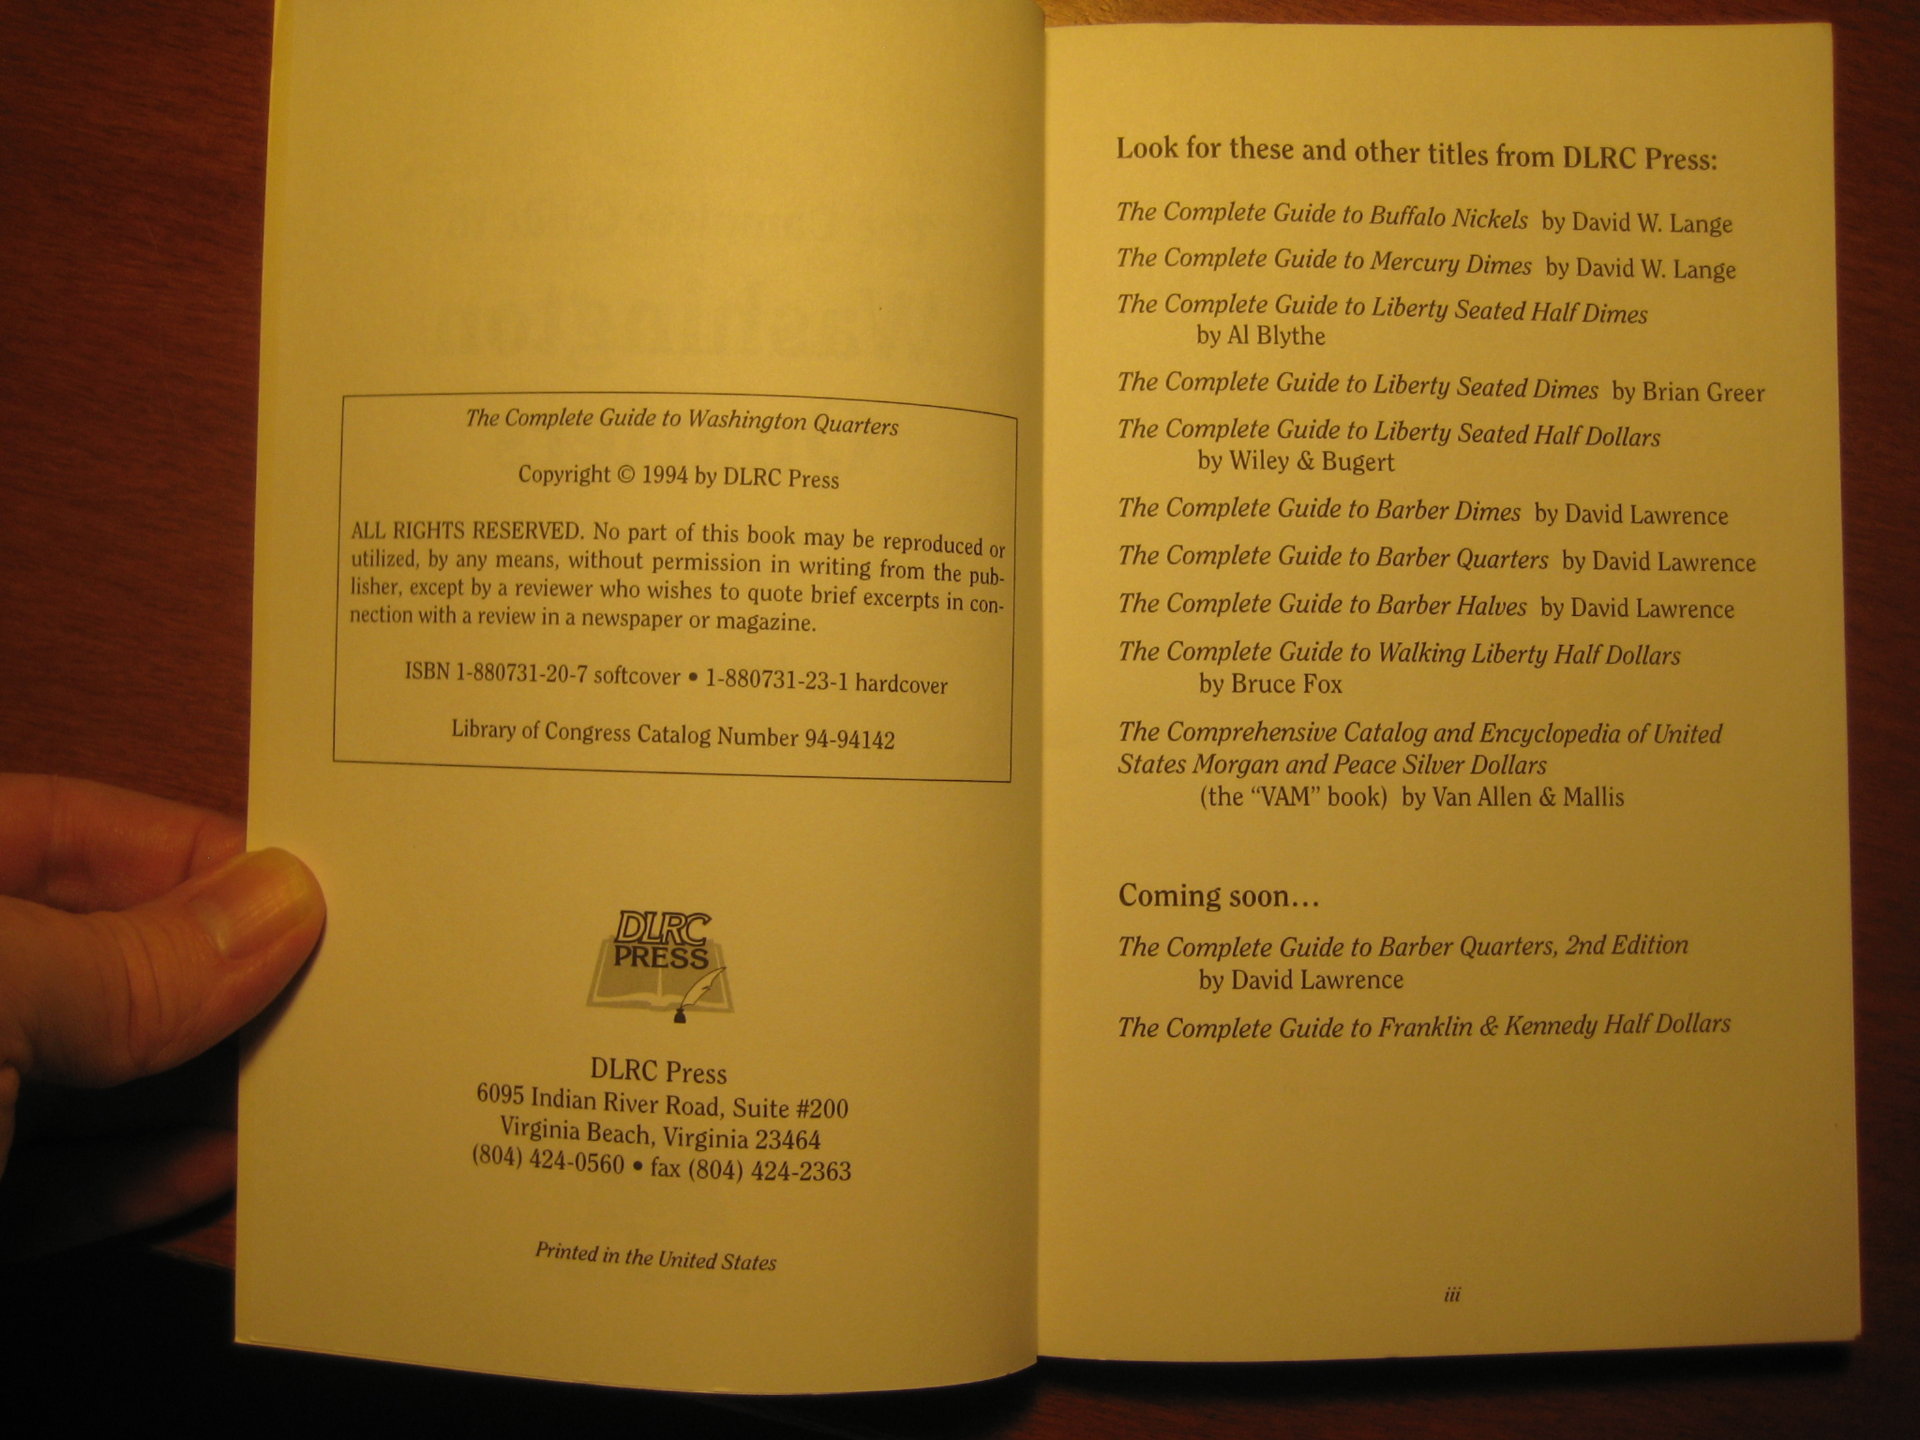 The Complete Guide to Washington Quarters
Copyright © 1994 by DLRC Press
ALL RIGHTS RESERVED. No part of this book may be reproduced or
utilized, by any means, without permission in writing from the pub-
lisher, except by a reviewer who wishes to quote brief excerpts in con-
nection with a review in a newspaper or magazine.
ISBN 1-880731-20-7 softcover • 1-880731-23-1 hardcover
Library of Congress Catalog Number 94-94142
DLRC
PRESS
DLRC Press
6095 Indian River Road, Suite #200
Virginia Beach, Virginia 23464
(804) 424-0560 • fax (804) 424-2363
Printed in the United States
Look for these and other titles from DLRC Press:
The Complete Guide to Buffalo Nickels by David W. Lange
The Complete Guide to Mercury Dimes by David W. Lange
The Complete Guide to Liberty Seated Half Dimes
by Al Blythe
The Complete Guide to Liberty Seated Dimes by Brian Greer
The Complete Guide to Liberty Seated Half Dollars
by Wiley & Bugert
The Complete Guide to Barber Dimes by David Lawrence
The Complete Guide to Barber Quarters by David Lawrence
The Complete Guide to Barber Halves by David Lawrence
The Complete Guide to Walking Liberty Half Dollars
by Bruce Fox
The Comprehensive Catalog and Encyclopedia of United
States Morgan and Peace Silver Dollars
(the “VAM” book) by Van Allen & Mallis
Coming soon…
The Complete Guide to Barber Quarters, 2nd Edition
by David Lawrence
The Complete Guide to Franklin & Kennedy Half Dollars
iii